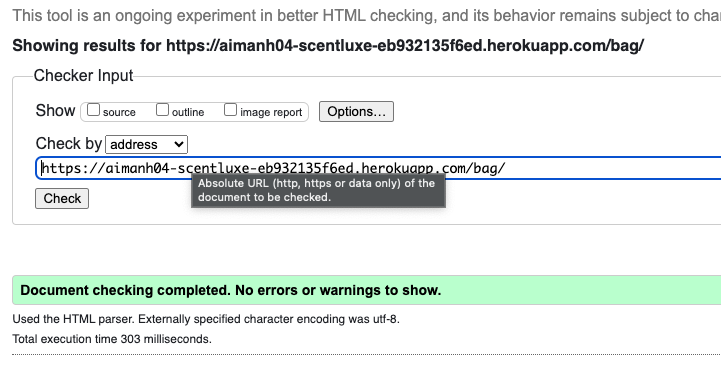 This tool is an ongoing experiment in better HTML checking, and its behavior remains subject to cha
Showing results for https://aimanh04-scentluxe-eb932135f6ed.herokuapp.com/bag/
Checker Input
Show source outline image report Options...
Check by address
https://aimanh04-scentluxe-eb932135f6ed.herokuapp.com/bag/
Absolute URL (http, https or data only) of the
document to be checked.
Check
Document checking completed. No errors or warnings to show.
Used the HTML parser. Externally specified character encoding was utf-8.
Total execution time 303 milliseconds.